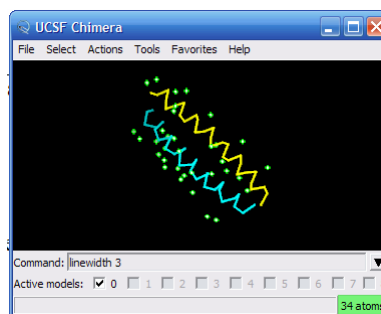 UCSF Chimera
File Select Actions Tools Favorites Help
Command: linewidth 3
Active models: 0 1 2 3 4 5 6 7
34 atoms